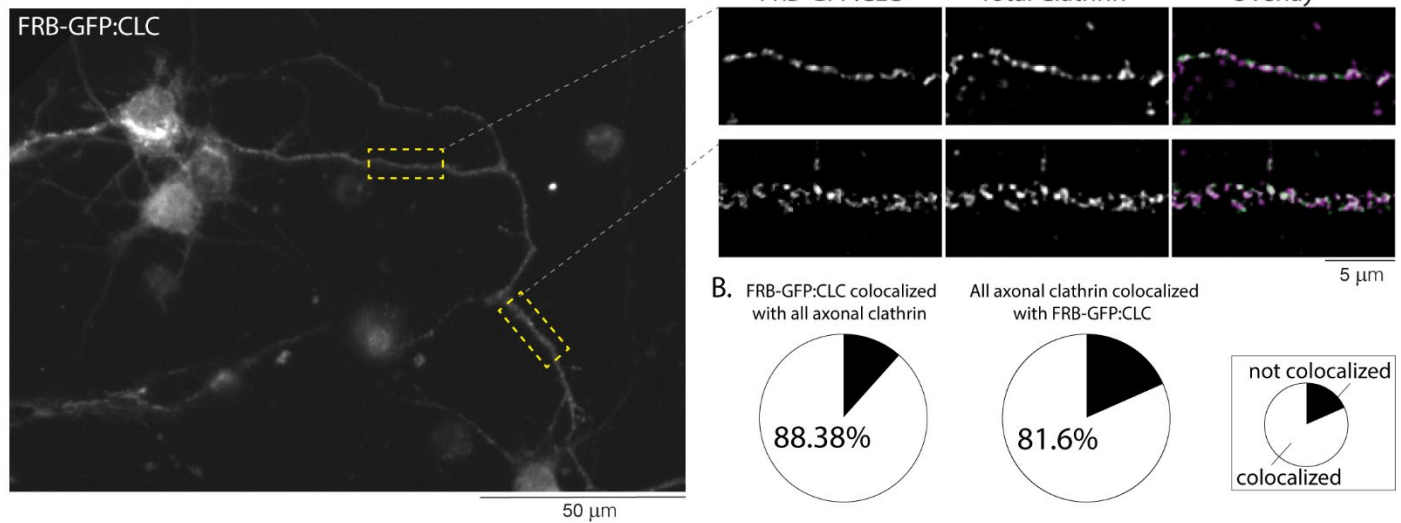 FRB-GFP:CLC
Overlay
5 μm
50 μm
B.
FRB-GFP:CLC colocalized
with all axonal clathrin
88.38%
All axonal clathrin colocalized
with FRB-GFP:CLC
81.6%
not colocalized
colocalized